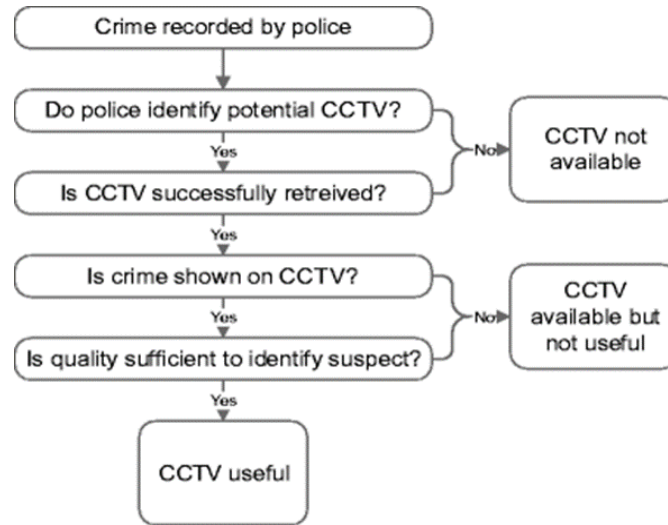 Crime recorded by police
Do police identify potential CCTV?
No
CCTV not
available
Yes
Is CCTV successfully retreived?
Yes
Is crime shown on CCTV?
No
CCTV
available but
not useful
Yes
Is quality sufficient to identify suspect?
Yes
CCTV useful